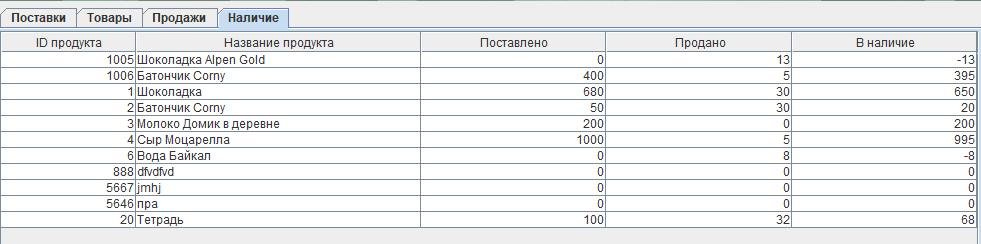 Поставки Товары Продажи Наличие
ID продукта Название продукта Поставлено Продано В наличие
1005 Шоколадка Alpen Gold 0 13 -13
1006 Батончик Corny 400 5 395
1 Шоколадка 680 30 650
2 Батончик Corny 50 30 20
3 Молоко Домик в деревне 200 0 200
4 Сыр Моцарелла 1000 5 995
6 Вода Байкал 0 8 -8
888 dfvdfvd 0 0 0
5667 jmhj 0 0 0
5646 пра 0 0 0
20 Тетрадь 100 32 68